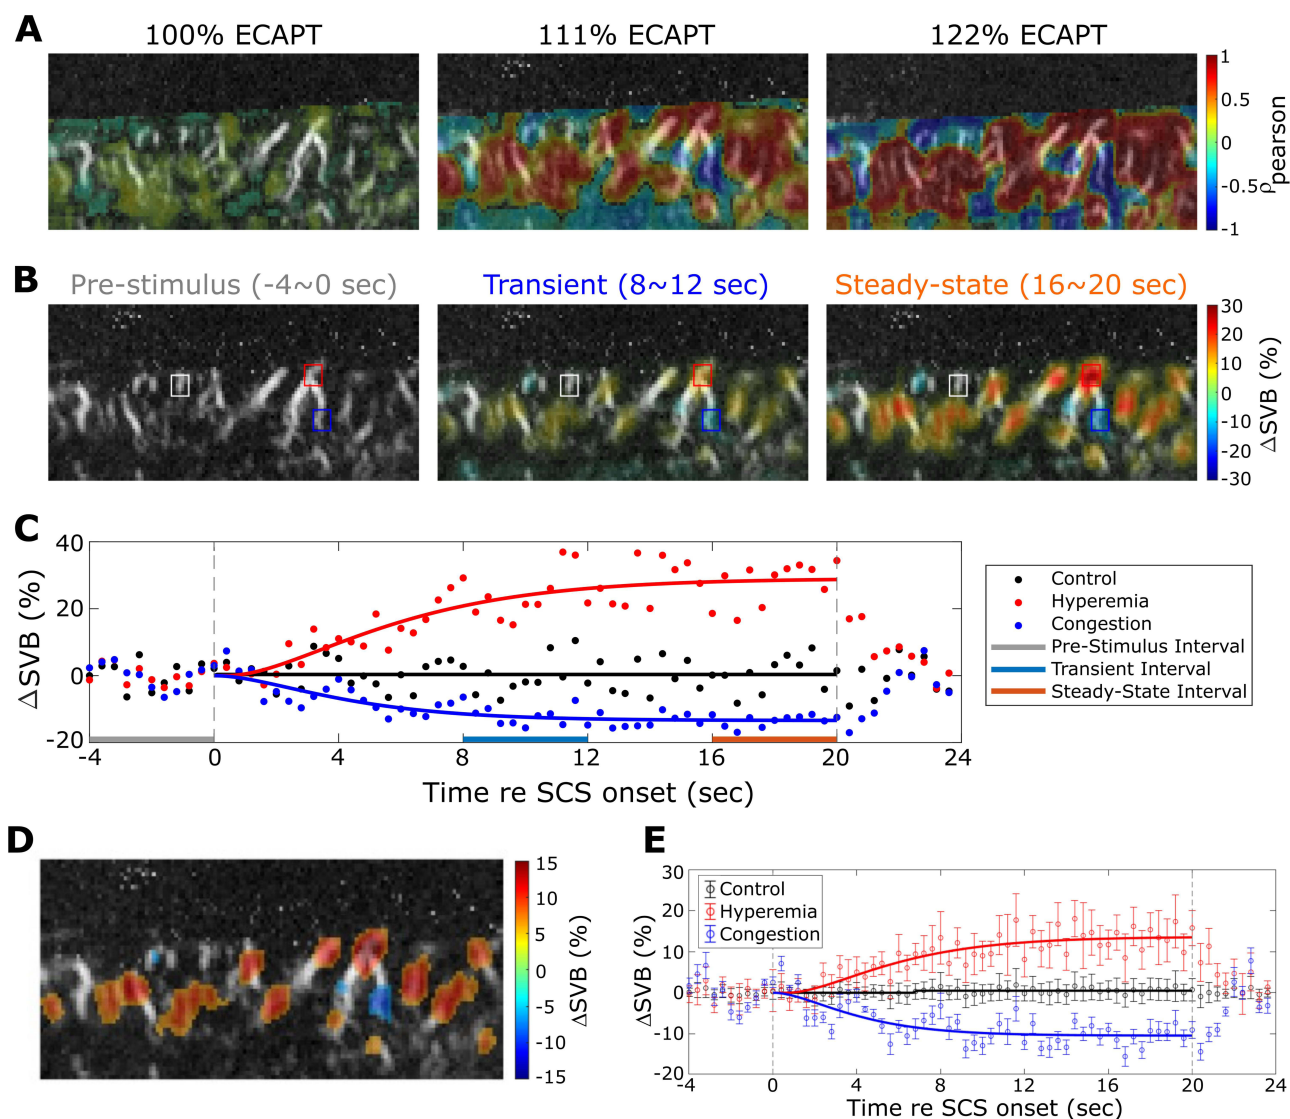 A
100% ECAPT
111% ECAPT
122% ECAPT
1
0.5
0
-0.5
-1
ρpearson
B
Pre-stimulus (-4~0 sec)
Transient (8~12 sec)
Steady-state (16~20 sec)
30
20
10
0
-10
-20
-30
ΔSVB (%)
C
40
20
0
-20
ΔSVB (%)
-4
0
4
8
12
16
20
24
Time re SCS onset (sec)
Control
Hyperemia
Congestion
Pre-Stimulus Interval
Transient Interval
Steady-State Interval
D
15
10
5
0
-5
-10
-15
ΔSVB (%)
E
30
20
10
0
-10
-20
ΔSVB (%)
Control
Hyperemia
Congestion
-4
0
4
8
12
16
20
24
Time re SCS onset (sec)